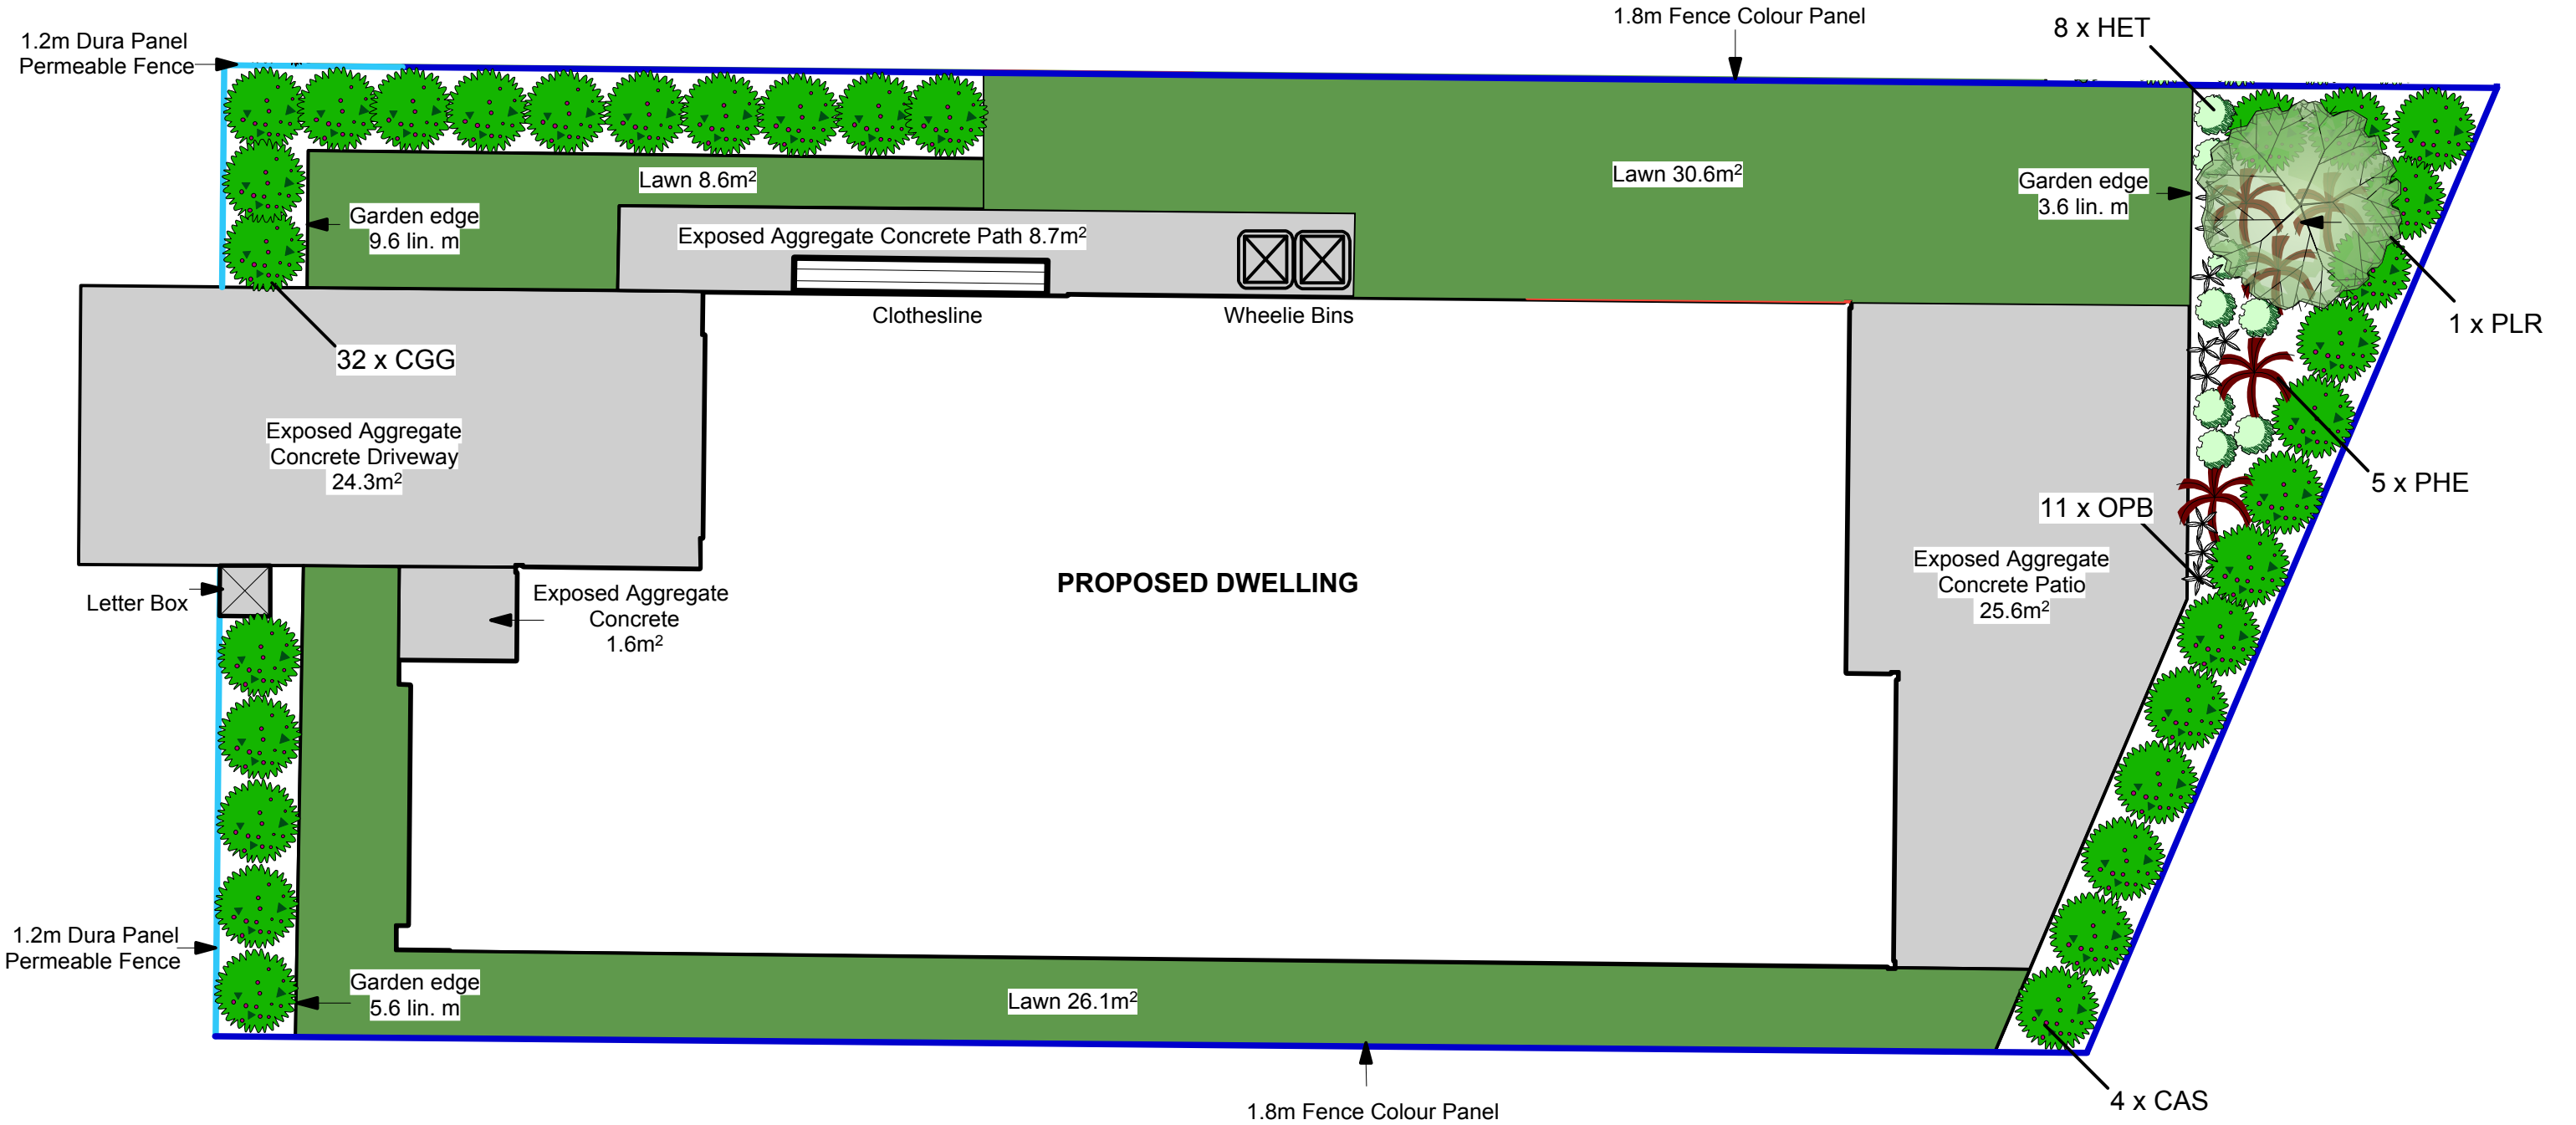 1.8m Fence Colour Panel
8 x HET
1.2m Dura Panel
Permeable Fence
Lawn 8.6m²
Lawn 30.6m²
Garden edge
3.6 lin. m
Garden edge
9.6 lin. m
Exposed Aggregate Concrete Path 8.7m²
Clothesline
Wheelie Bins
1 x PLR
32 x CGG
Exposed Aggregate
Concrete Driveway
24.3m²
5 x PHE
11 x OPB
Exposed Aggregate
Concrete Patio
25.6m²
PROPOSED DWELLING
Letter Box
Exposed Aggregate
Concrete
1.6m²
1.2m Dura Panel
Permeable Fence
Garden edge
5.6 lin. m
Lawn 26.1m²
1.8m Fence Colour Panel
4 x CAS